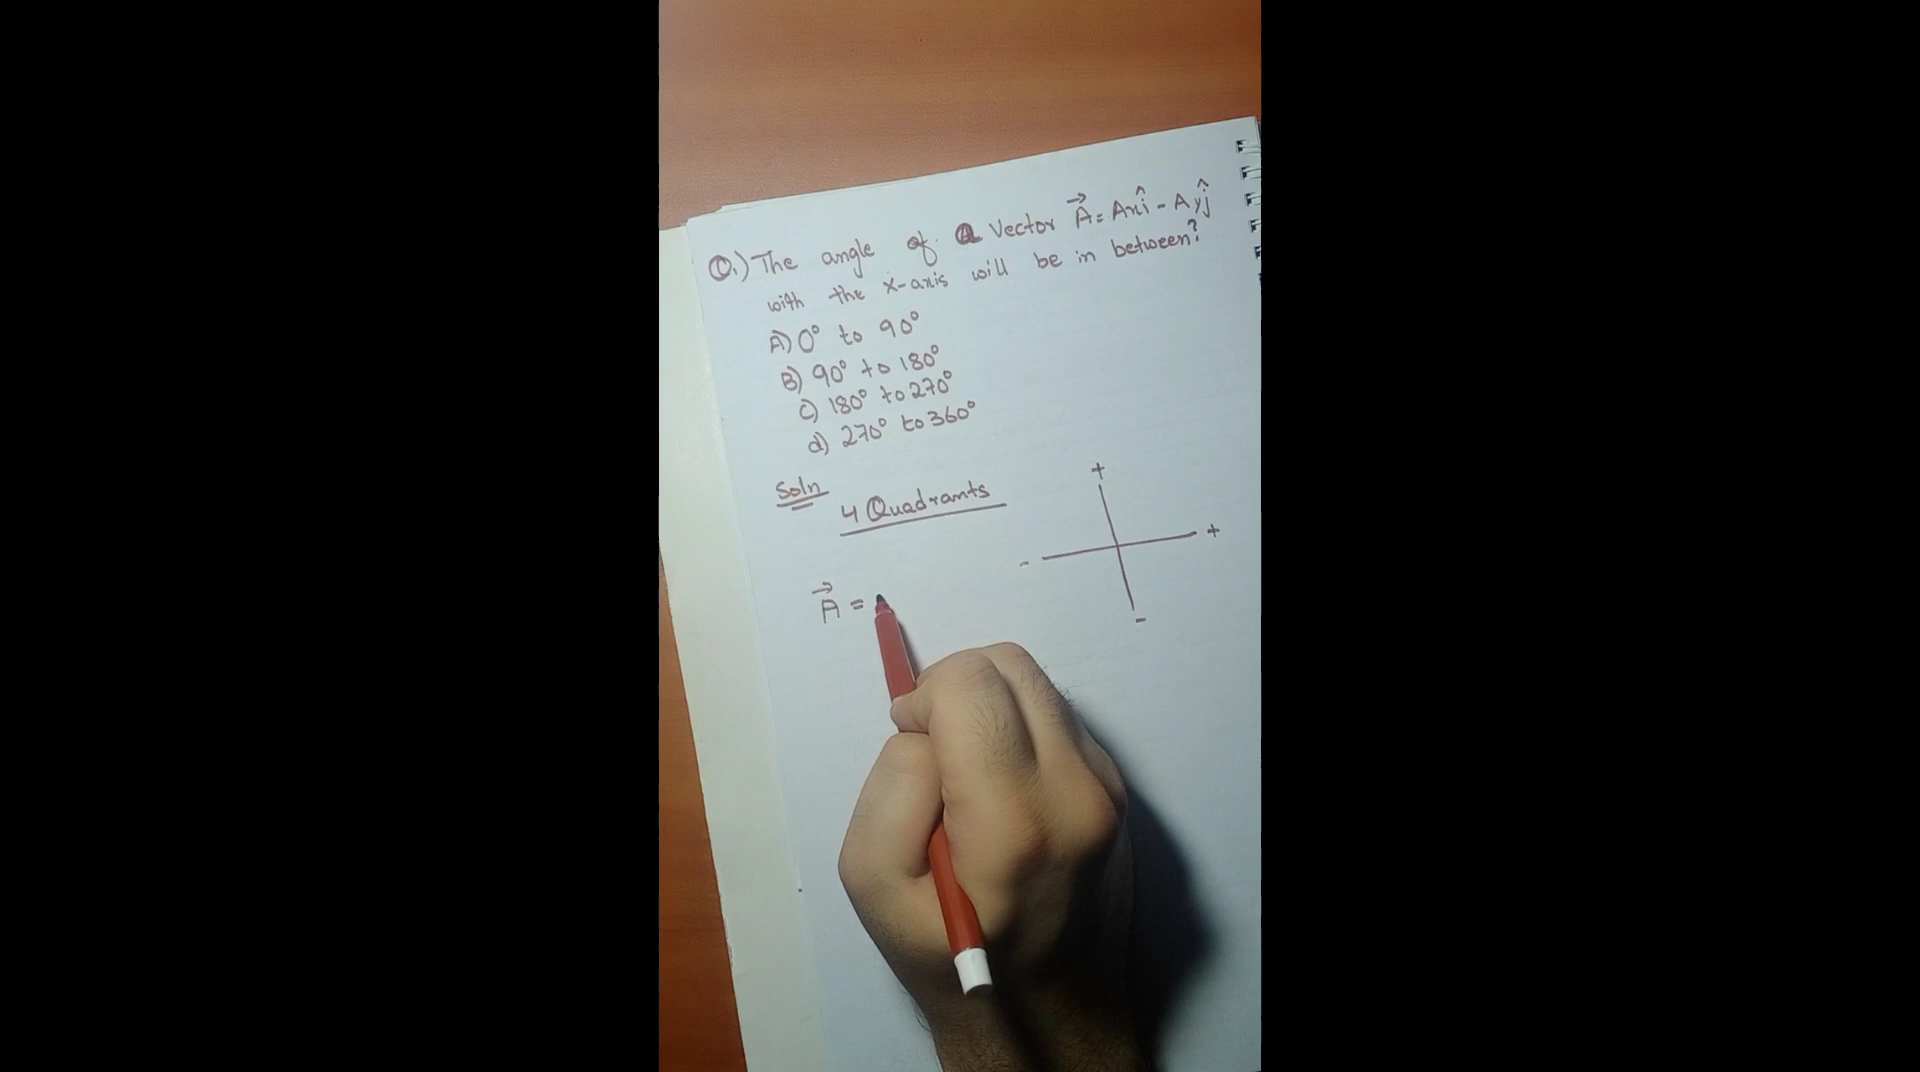 Q.) The angle of a Vector A⃗ = Axî - Ayĵ
with the x-axis will be in between?
A) 0° to 90°
B) 90° to 180°
C) 180° to 270°
d) 270° to 360°
Soln
4 Quadrants
+
+
-
-
A⃗ =